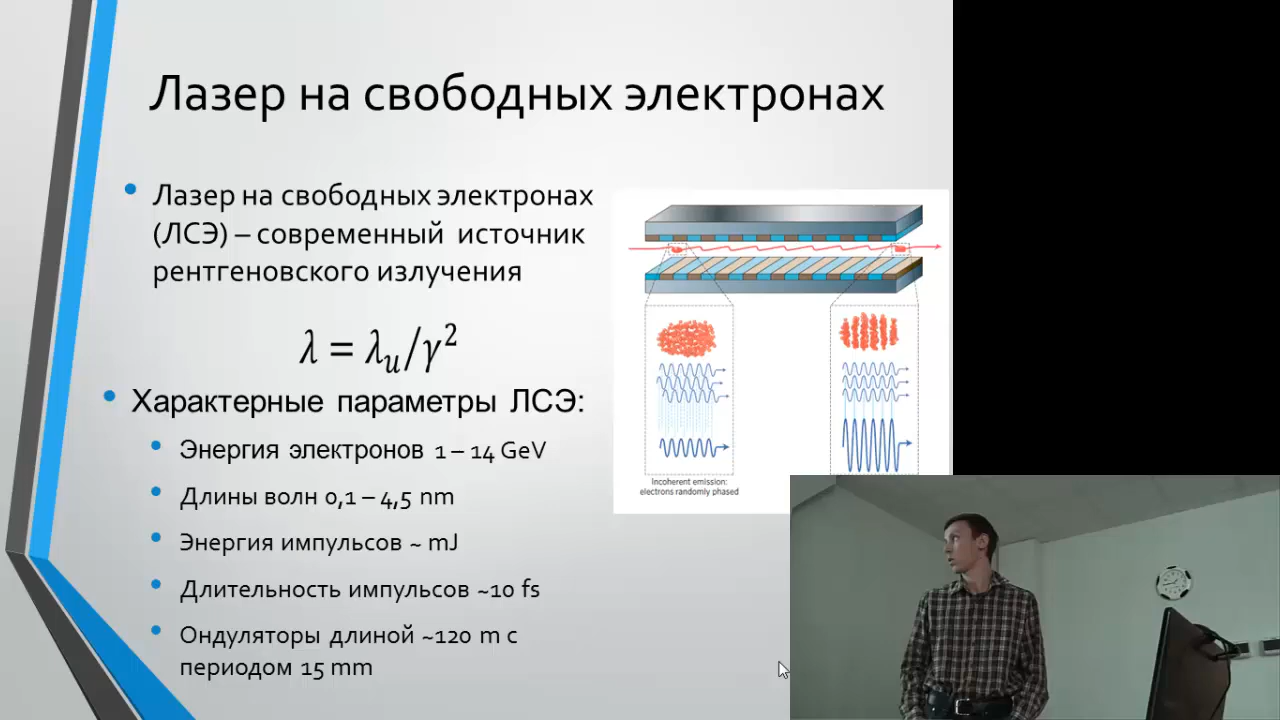 Лазер на свободных электронах
Лазер на свободных электронах
(ЛСЭ) – современный источник
рентгеновского излучения
λ = λu/γ²
Характерные параметры ЛСЭ:
Энергия электронов 1 – 14 GeV
Длины волн 0,1 – 4,5 nm
Энергия импульсов ~ mJ
Длительность импульсов ~10 fs
Ондуляторы длиной ~120 m с
периодом 15 mm
Incoherent emission:
electrons randomly phased